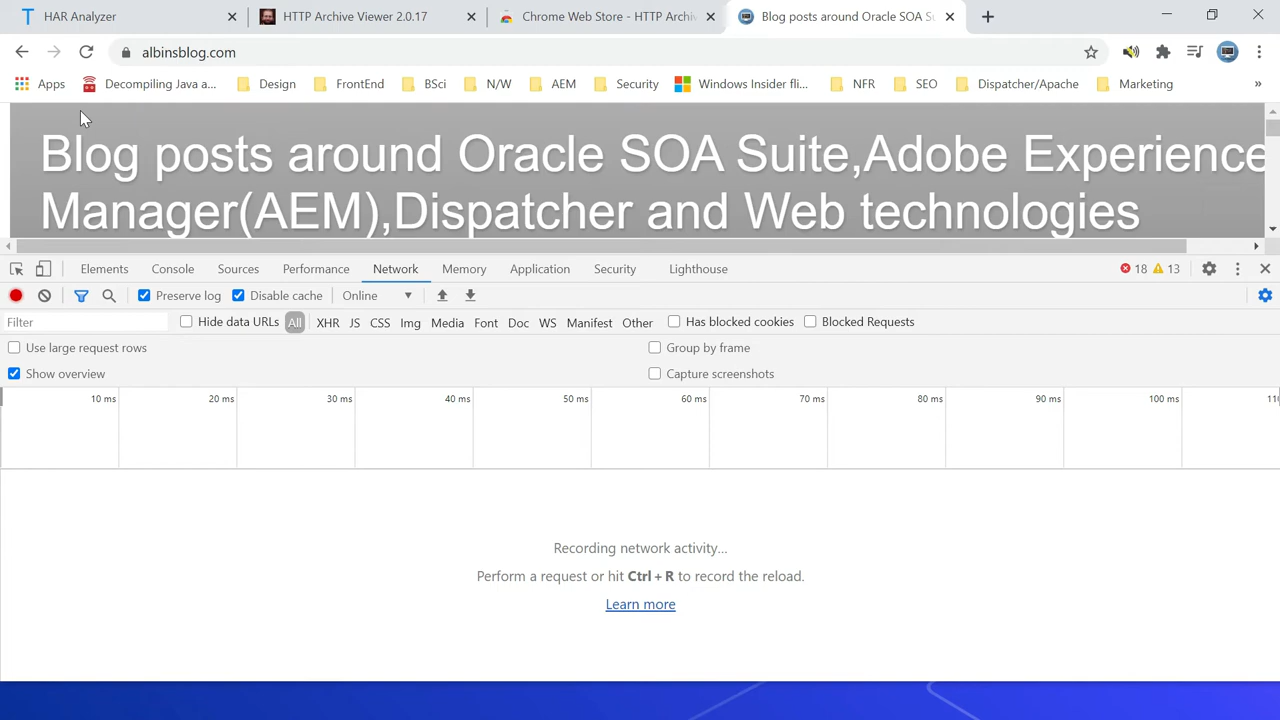 HAR Analyzer
HTTP Archive Viewer 2.0.17
Chrome Web Store - HTTP Archiv
Blog posts around Oracle SOA Su
albinsblog.com
Apps
Decompiling Java a...
Design
FrontEnd
BSci
N/W
AEM
Security
Windows Insider fli...
NFR
SEO
Dispatcher/Apache
Marketing
»
Blog posts around Oracle SOA Suite,Adobe Experience
Manager(AEM),Dispatcher and Web technologies
Elements Console Sources Performance Network Memory Application Security Lighthouse 18 13
Preserve log Disable cache Online
Filter Hide data URLs All XHR JS CSS Img Media Font Doc WS Manifest Other Has blocked cookies Blocked Requests
Use large request rows Group by frame
Show overview Capture screenshots
10 ms 20 ms 30 ms 40 ms 50 ms 60 ms 70 ms 80 ms 90 ms 100 ms 110
Recording network activity...
Perform a request or hit Ctrl + R to record the reload.
Learn more